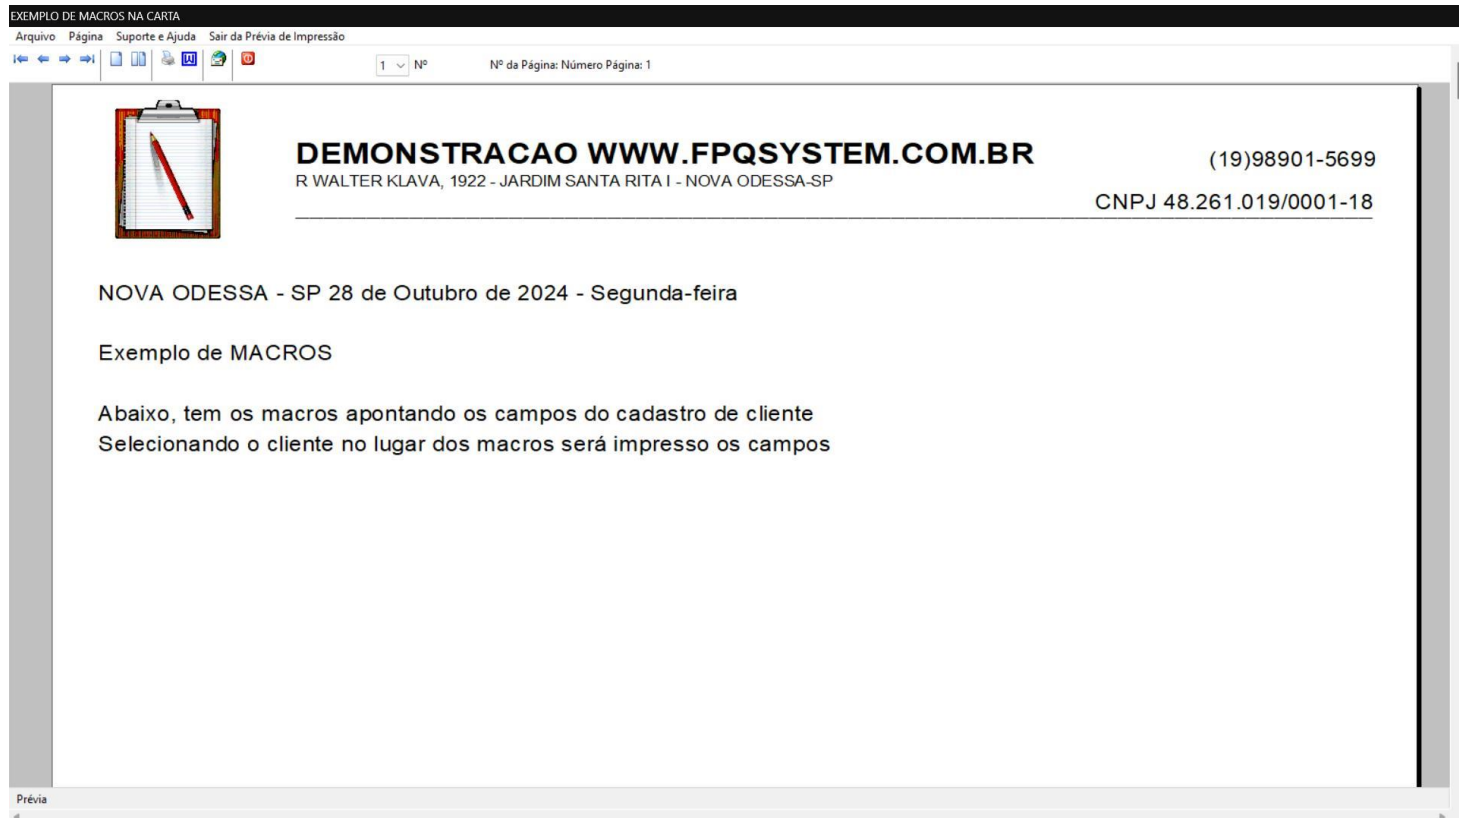 EXEMPLO DE MACROS NA CARTA
Arquivo Página Suporte e Ajuda Sair da Prévia de Impressão
W
1 Nº Nº da Página: Número Página: 1
DEMONSTRACAO WWW.FPQSYSTEM.COM.BR
(19)98901-5699
R WALTER KLAVA, 1922 - JARDIM SANTA RITA I - NOVA ODESSA-SP
CNPJ 48.261.019/0001-18
NOVA ODESSA - SP 28 de Outubro de 2024 - Segunda-feira
Exemplo de MACROS
Abaixo, tem os macros apontando os campos do cadastro de cliente
Selecionando o cliente no lugar dos macros será impresso os campos
Prévia